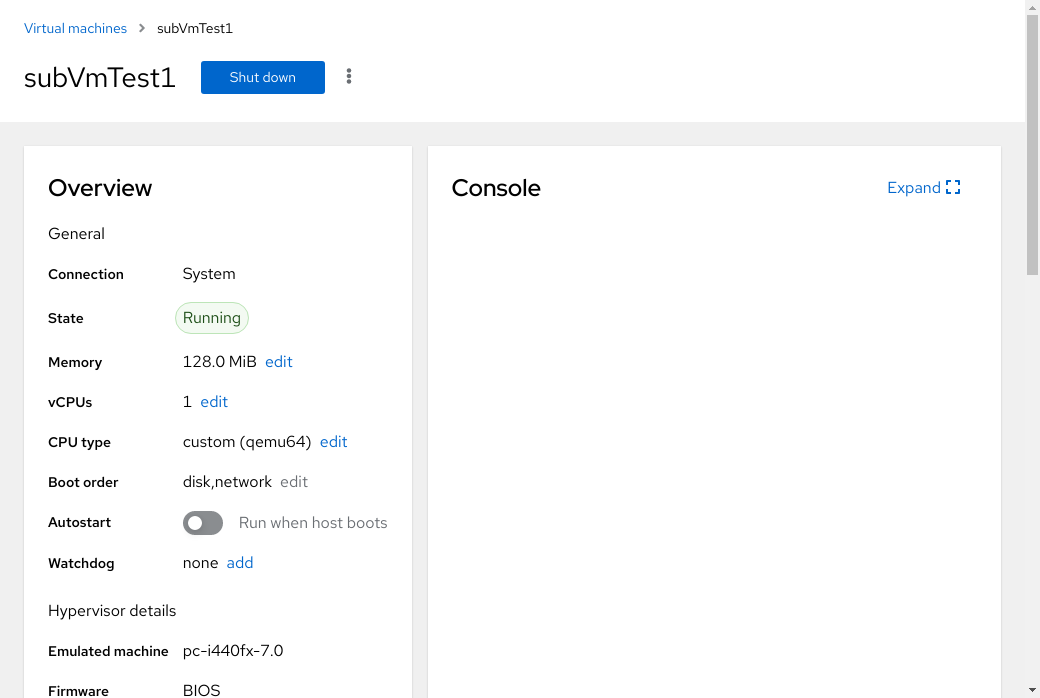 Virtual machines > subVmTest1
subVmTest1 Shut down
Overview
General
Connection System
State Running
Memory 128.0 MiB edit
vCPUs 1 edit
CPU type custom (qemu64) edit
Boot order disk,network edit
Autostart Run when host boots
Watchdog none add
Hypervisor details
Emulated machine pc-i440fx-7.0
Firmware BIOS
Console Expand